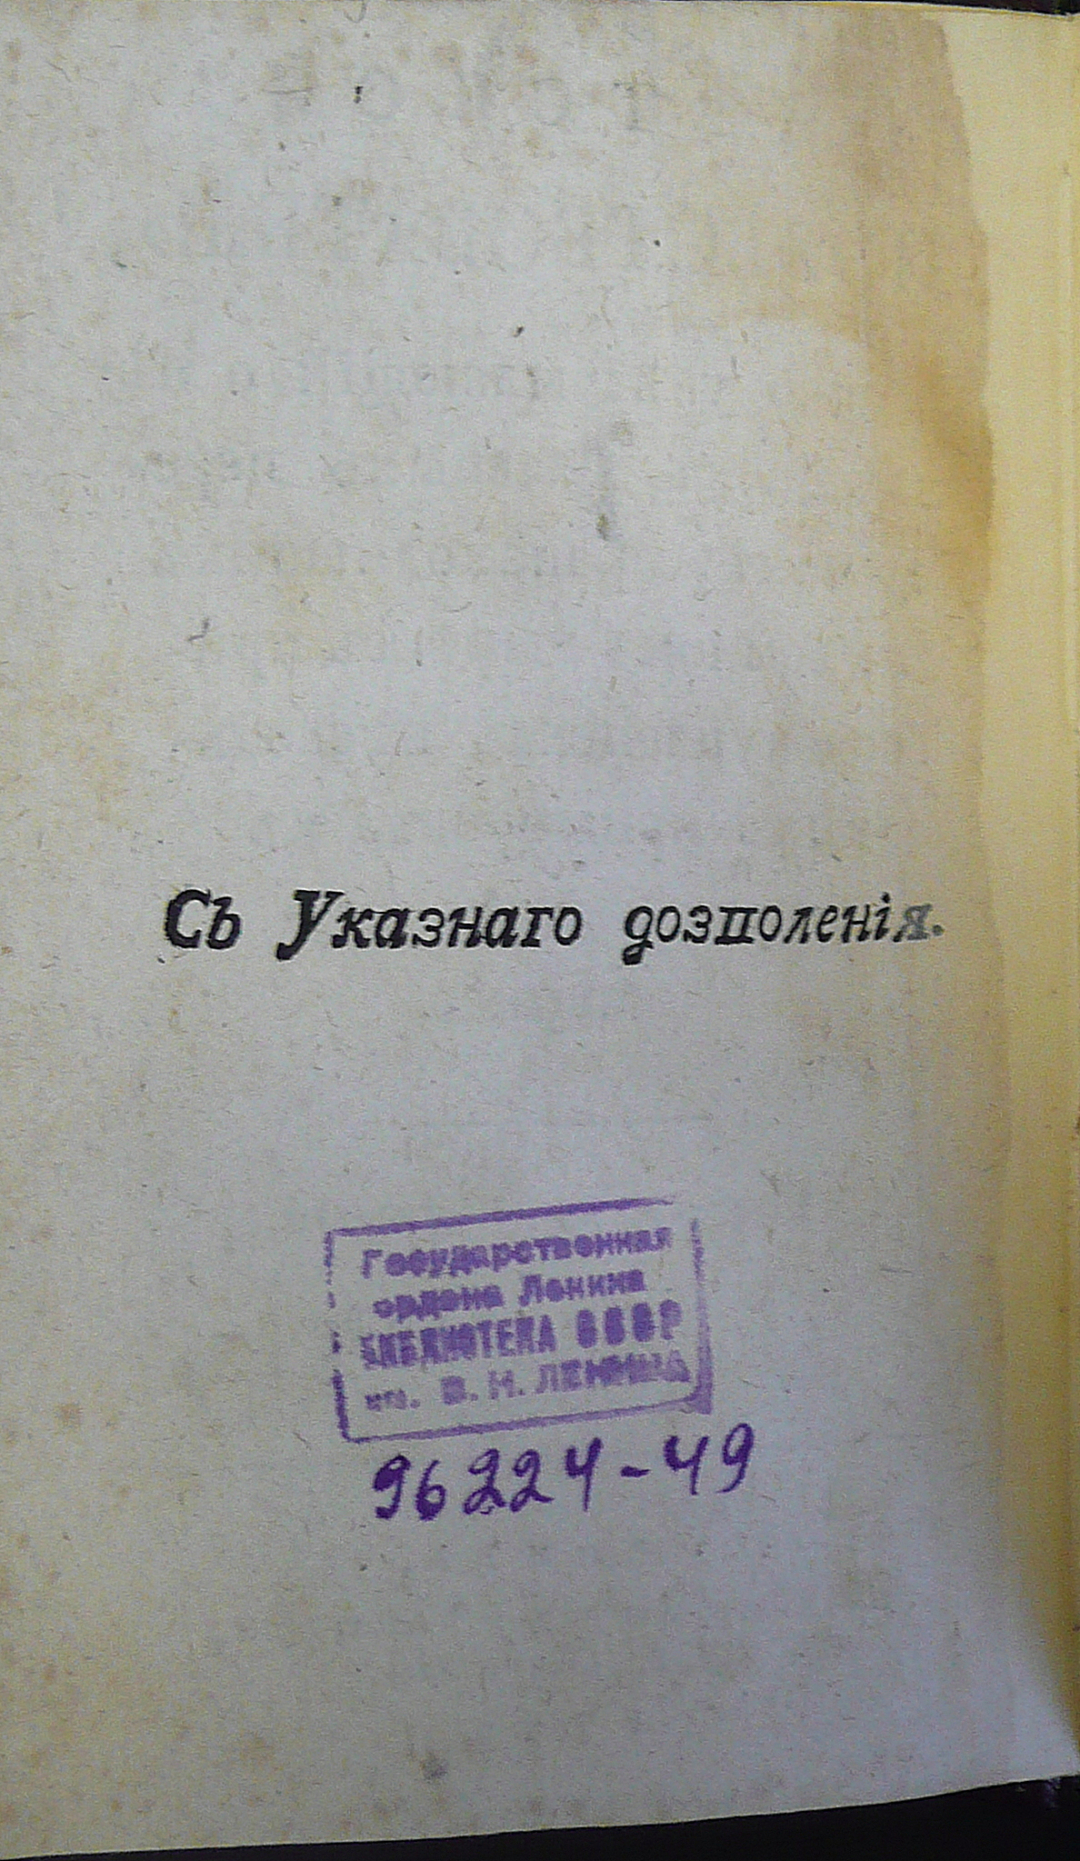 Съ Указнаго дозволенія.
Государственная
ордена Ленина
БИБЛИОТЕКА СССР
им. В. И. ЛЕНИНА
96224-49